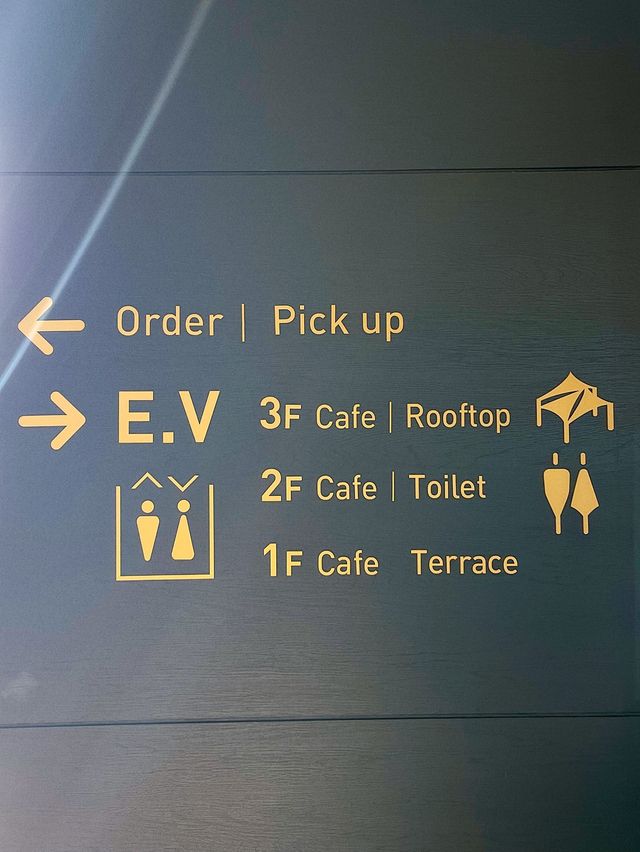 Order | Pick up
E.V
3F Cafe | Rooftop
2F Cafe | Toilet
1F Cafe Terrace